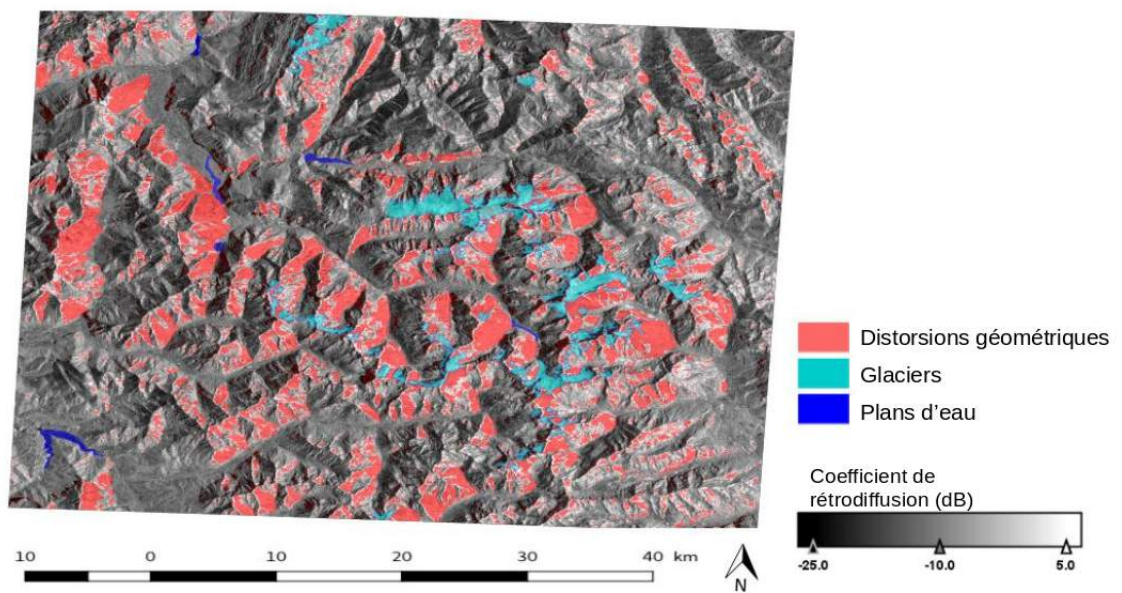 Distorsions géométriques
Glaciers
Plans d’eau
Coefficient de
rétrodiffusion (dB)
-25.0 -10.0 5.0
10 0 10 20 30 40 km
N